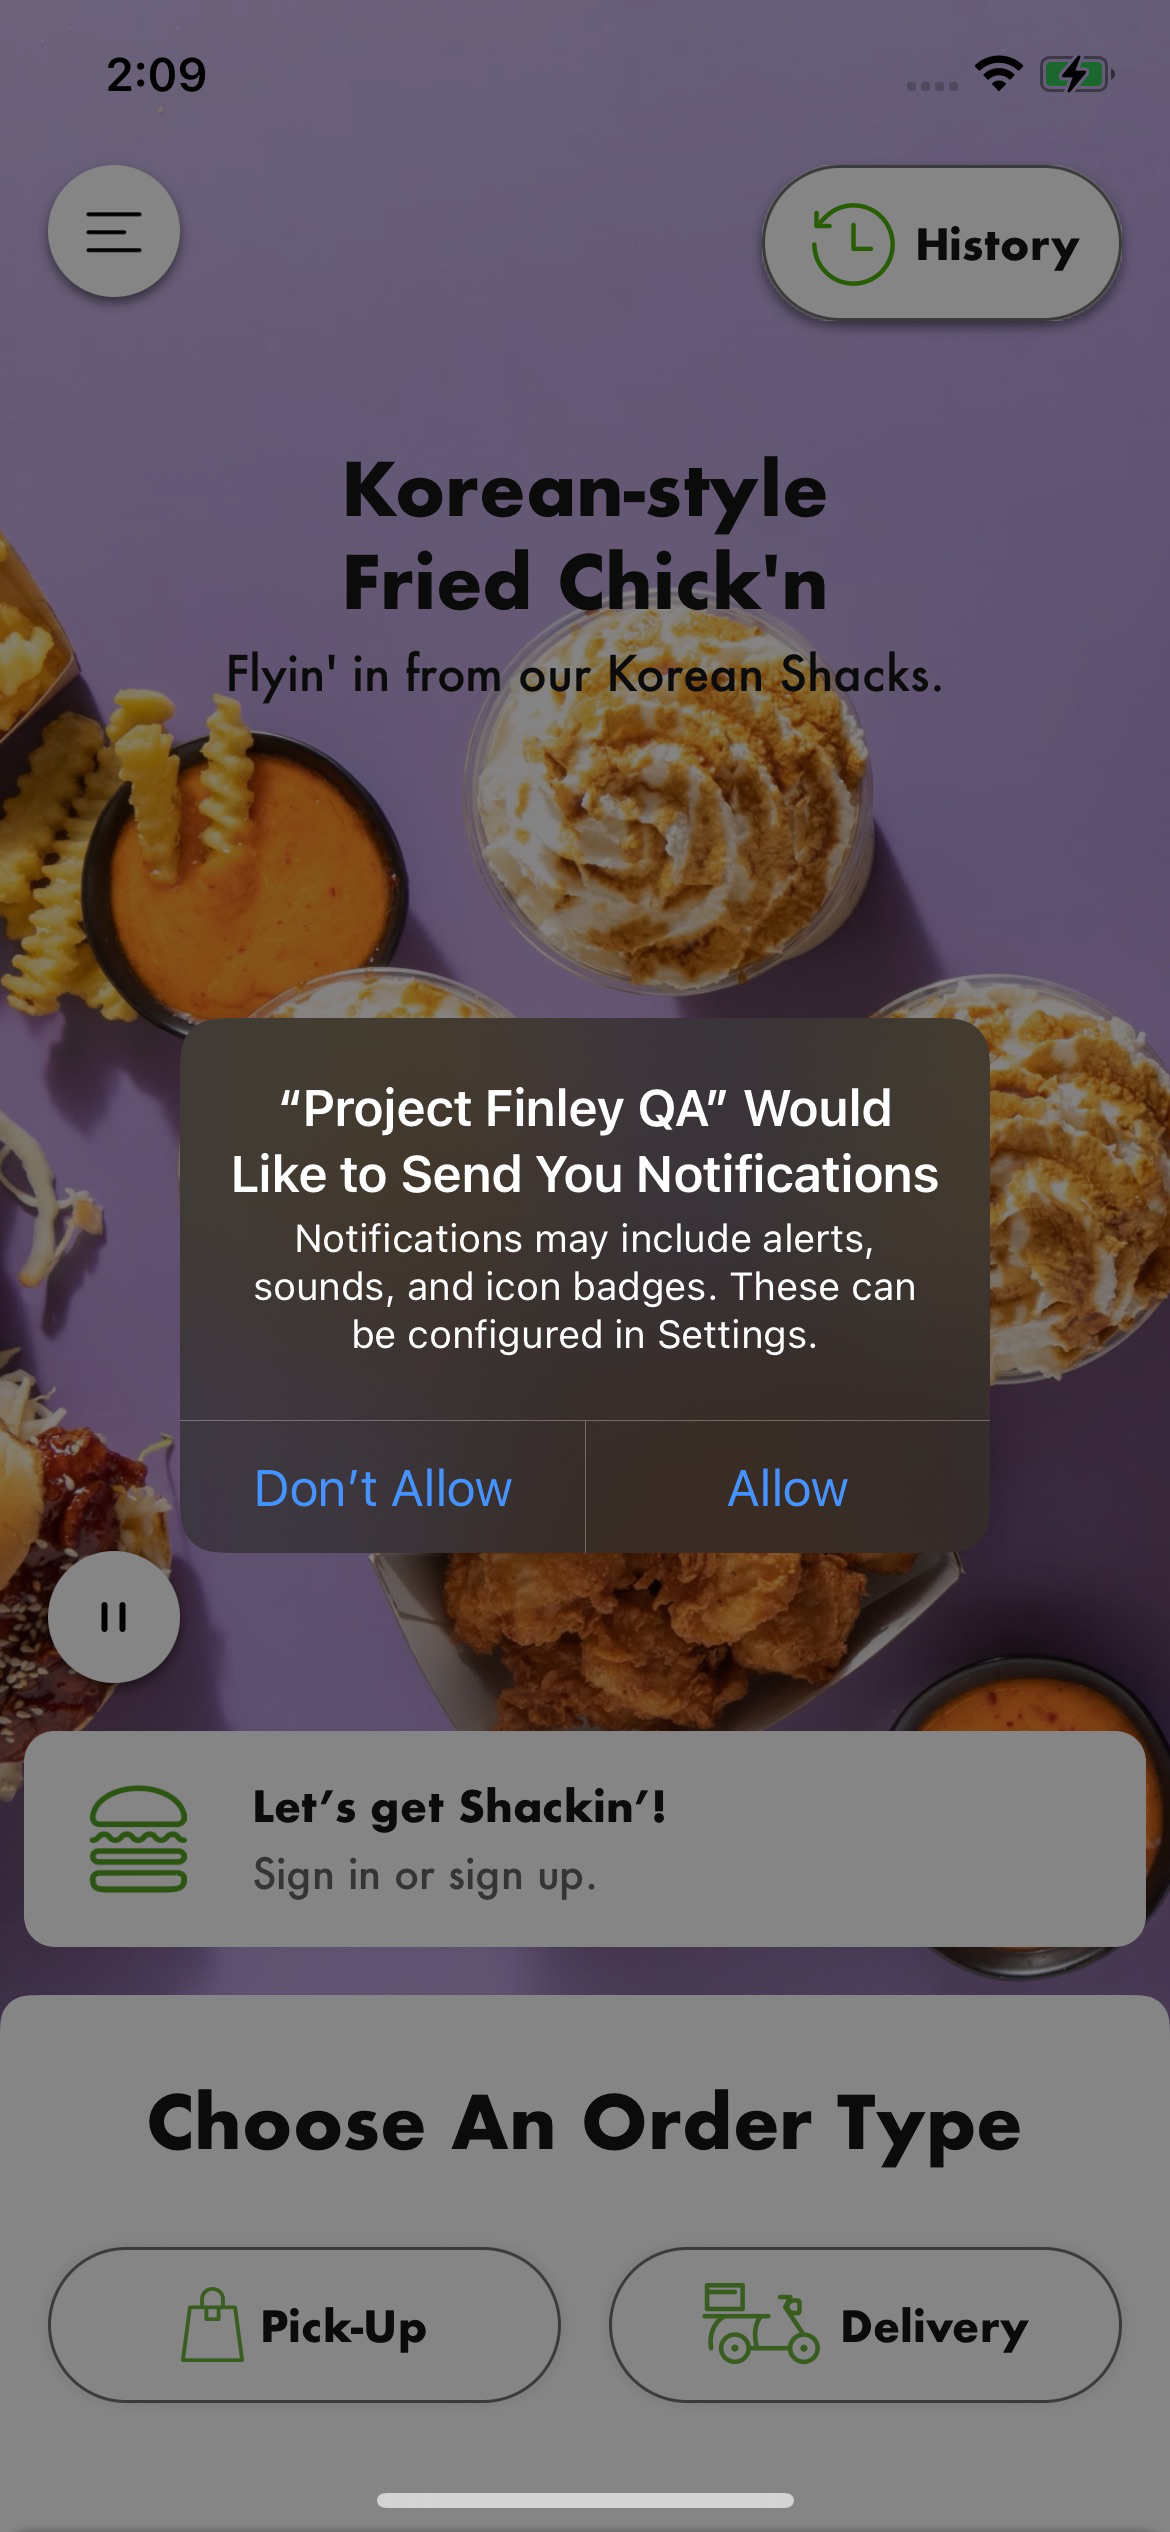 2:09
History
Korean-style
Fried Chick'n
Flyin' in from our Korean Shacks.
“Project Finley QA” Would
Like to Send You Notifications
Notifications may include alerts,
sounds, and icon badges. These can
be configured in Settings.
Don’t Allow
Allow
Let’s get Shackin’!
Sign in or sign up.
Choose An Order Type
Pick-Up
Delivery